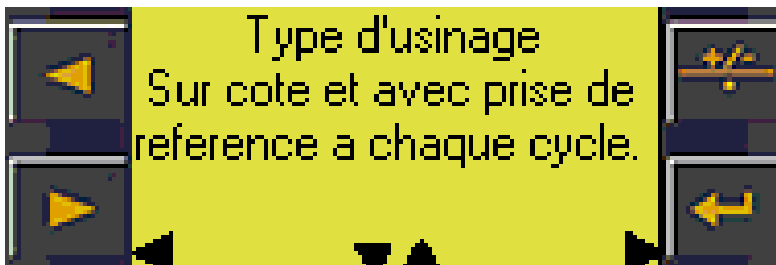 Type d'usinage
Sur cote et avec prise de
reference a chaque cycle.
+/-